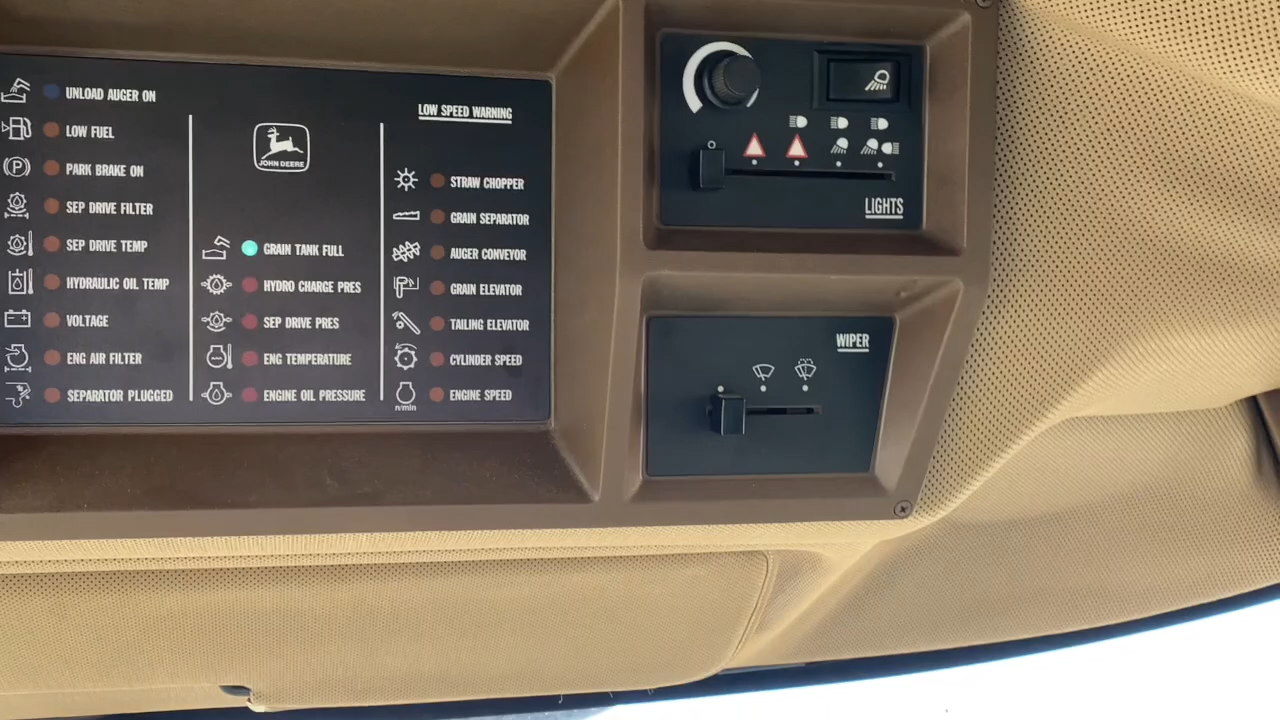 UNLOAD AUGER ON
LOW FUEL
PARK BRAKE ON
SEP DRIVE FILTER
SEP DRIVE TEMP
HYDRAULIC OIL TEMP
VOLTAGE
ENG AIR FILTER
SEPARATOR PLUGGED
JOHN DEERE
GRAIN TANK FULL
HYDRO CHARGE PRES
SEP DRIVE PRES
ENG TEMPERATURE
ENGINE OIL PRESSURE
LOW SPEED WARNING
STRAW CHOPPER
GRAIN SEPARATOR
AUGER CONVEYOR
GRAIN ELEVATOR
TAILING ELEVATOR
CYLINDER SPEED
ENGINE SPEED
n/min
P
LIGHTS
WIPER